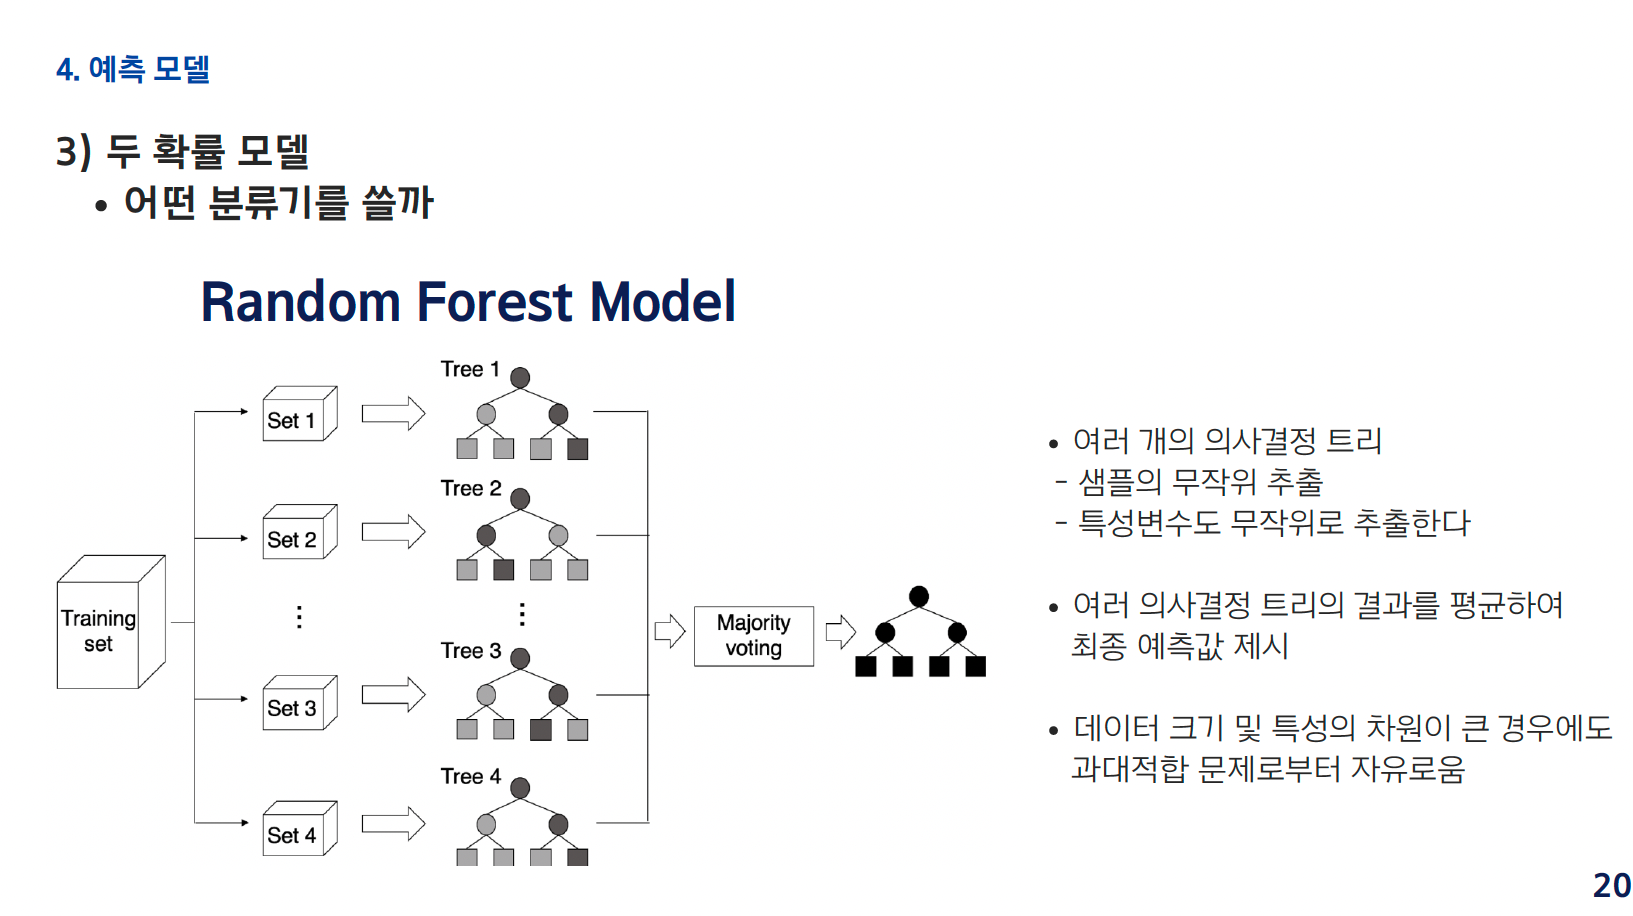 4. 예측 모델
3) 두 확률 모델
• 어떤 분류기를 쓸까
Random Forest Model
Training
set
Set 1
Set 2
⋮
Set 3
Set 4
Tree 1
Tree 2
⋮
Tree 3
Tree 4
Majority
voting
• 여러 개의 의사결정 트리
- 샘플의 무작위 추출
- 특성변수도 무작위로 추출한다
• 여러 의사결정 트리의 결과를 평균하여
최종 예측값 제시
• 데이터 크기 및 특성의 차원이 큰 경우에도
과대적합 문제로부터 자유로움
20